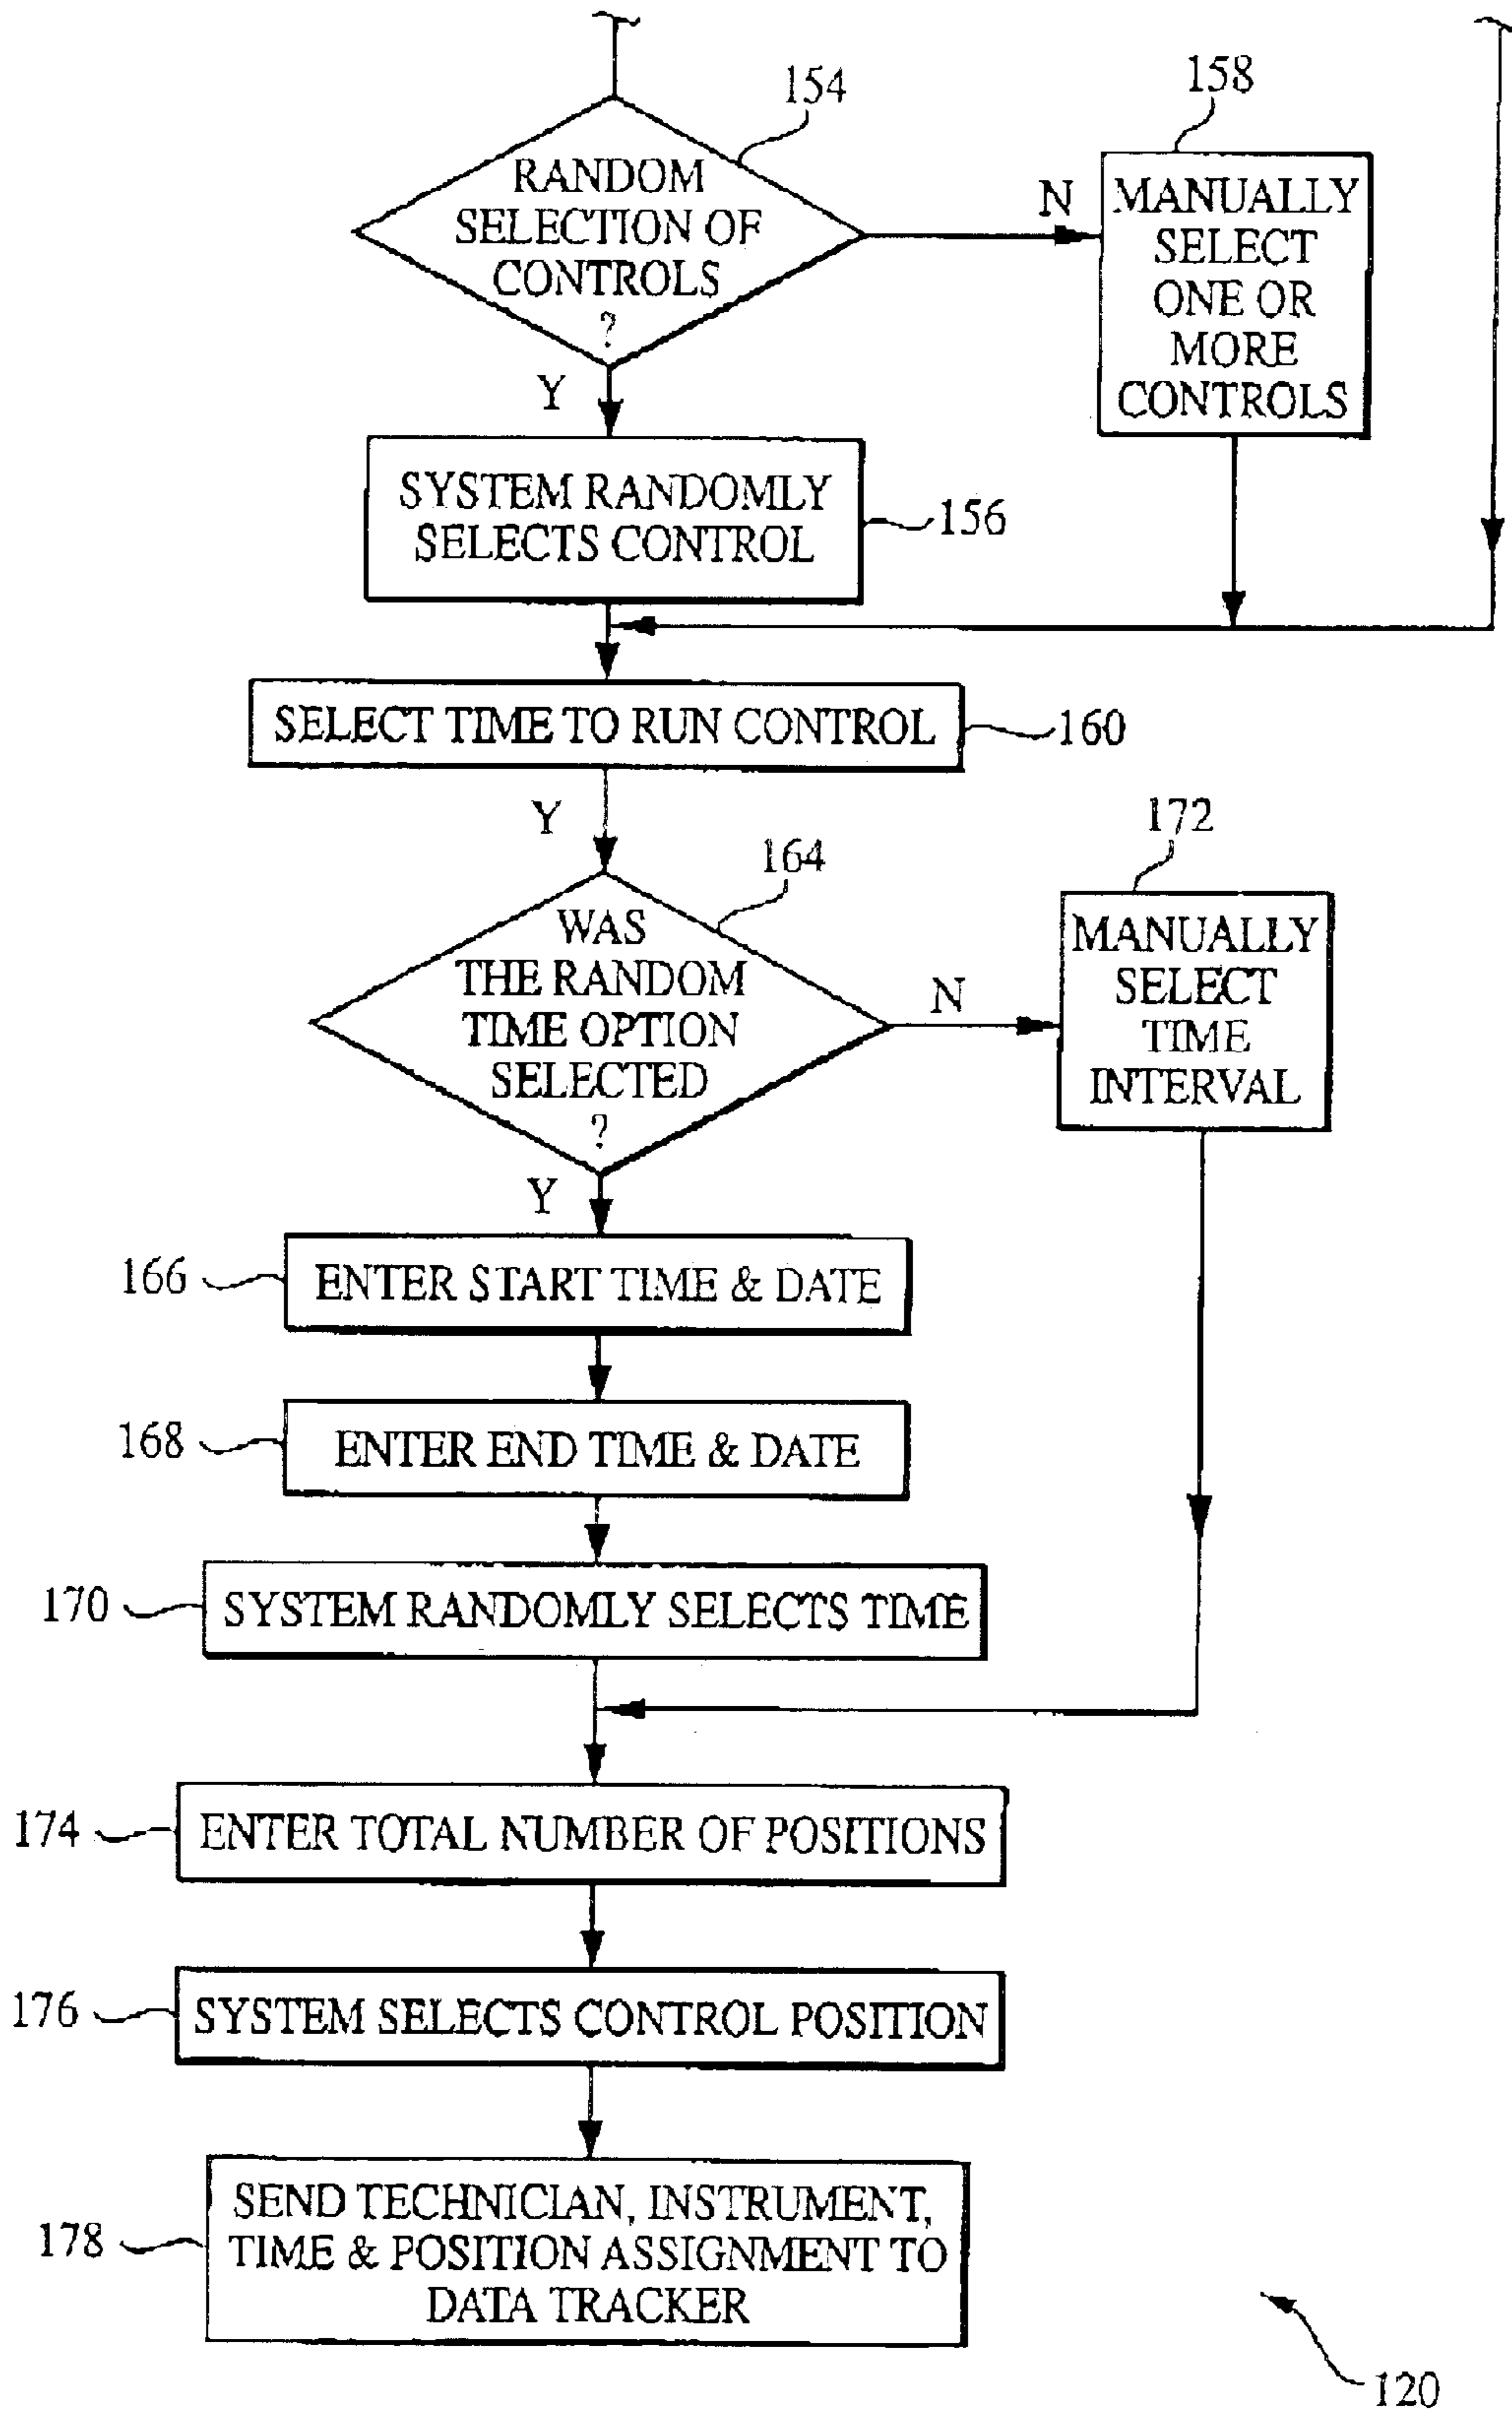 154
158
RANDOM
SELECTION OF
CONTROLS
?
N
MANUALLY
SELECT
ONE OR
MORE
CONTROLS
Y
SYSTEM RANDOMLY
SELECTS CONTROL
156
SELECT TIME TO RUN CONTROL
160
Y
164
172
WAS
THE RANDOM
TIME OPTION
SELECTED
?
N
MANUALLY
SELECT
TIME
INTERVAL
Y
166
ENTER START TIME & DATE
168
ENTER END TIME & DATE
170
SYSTEM RANDOMLY SELECTS TIME
174
ENTER TOTAL NUMBER OF POSITIONS
176
SYSTEM SELECTS CONTROL POSITION
178
SEND TECHNICIAN, INSTRUMENT,
TIME & POSITION ASSIGNMENT TO
DATA TRACKER
120